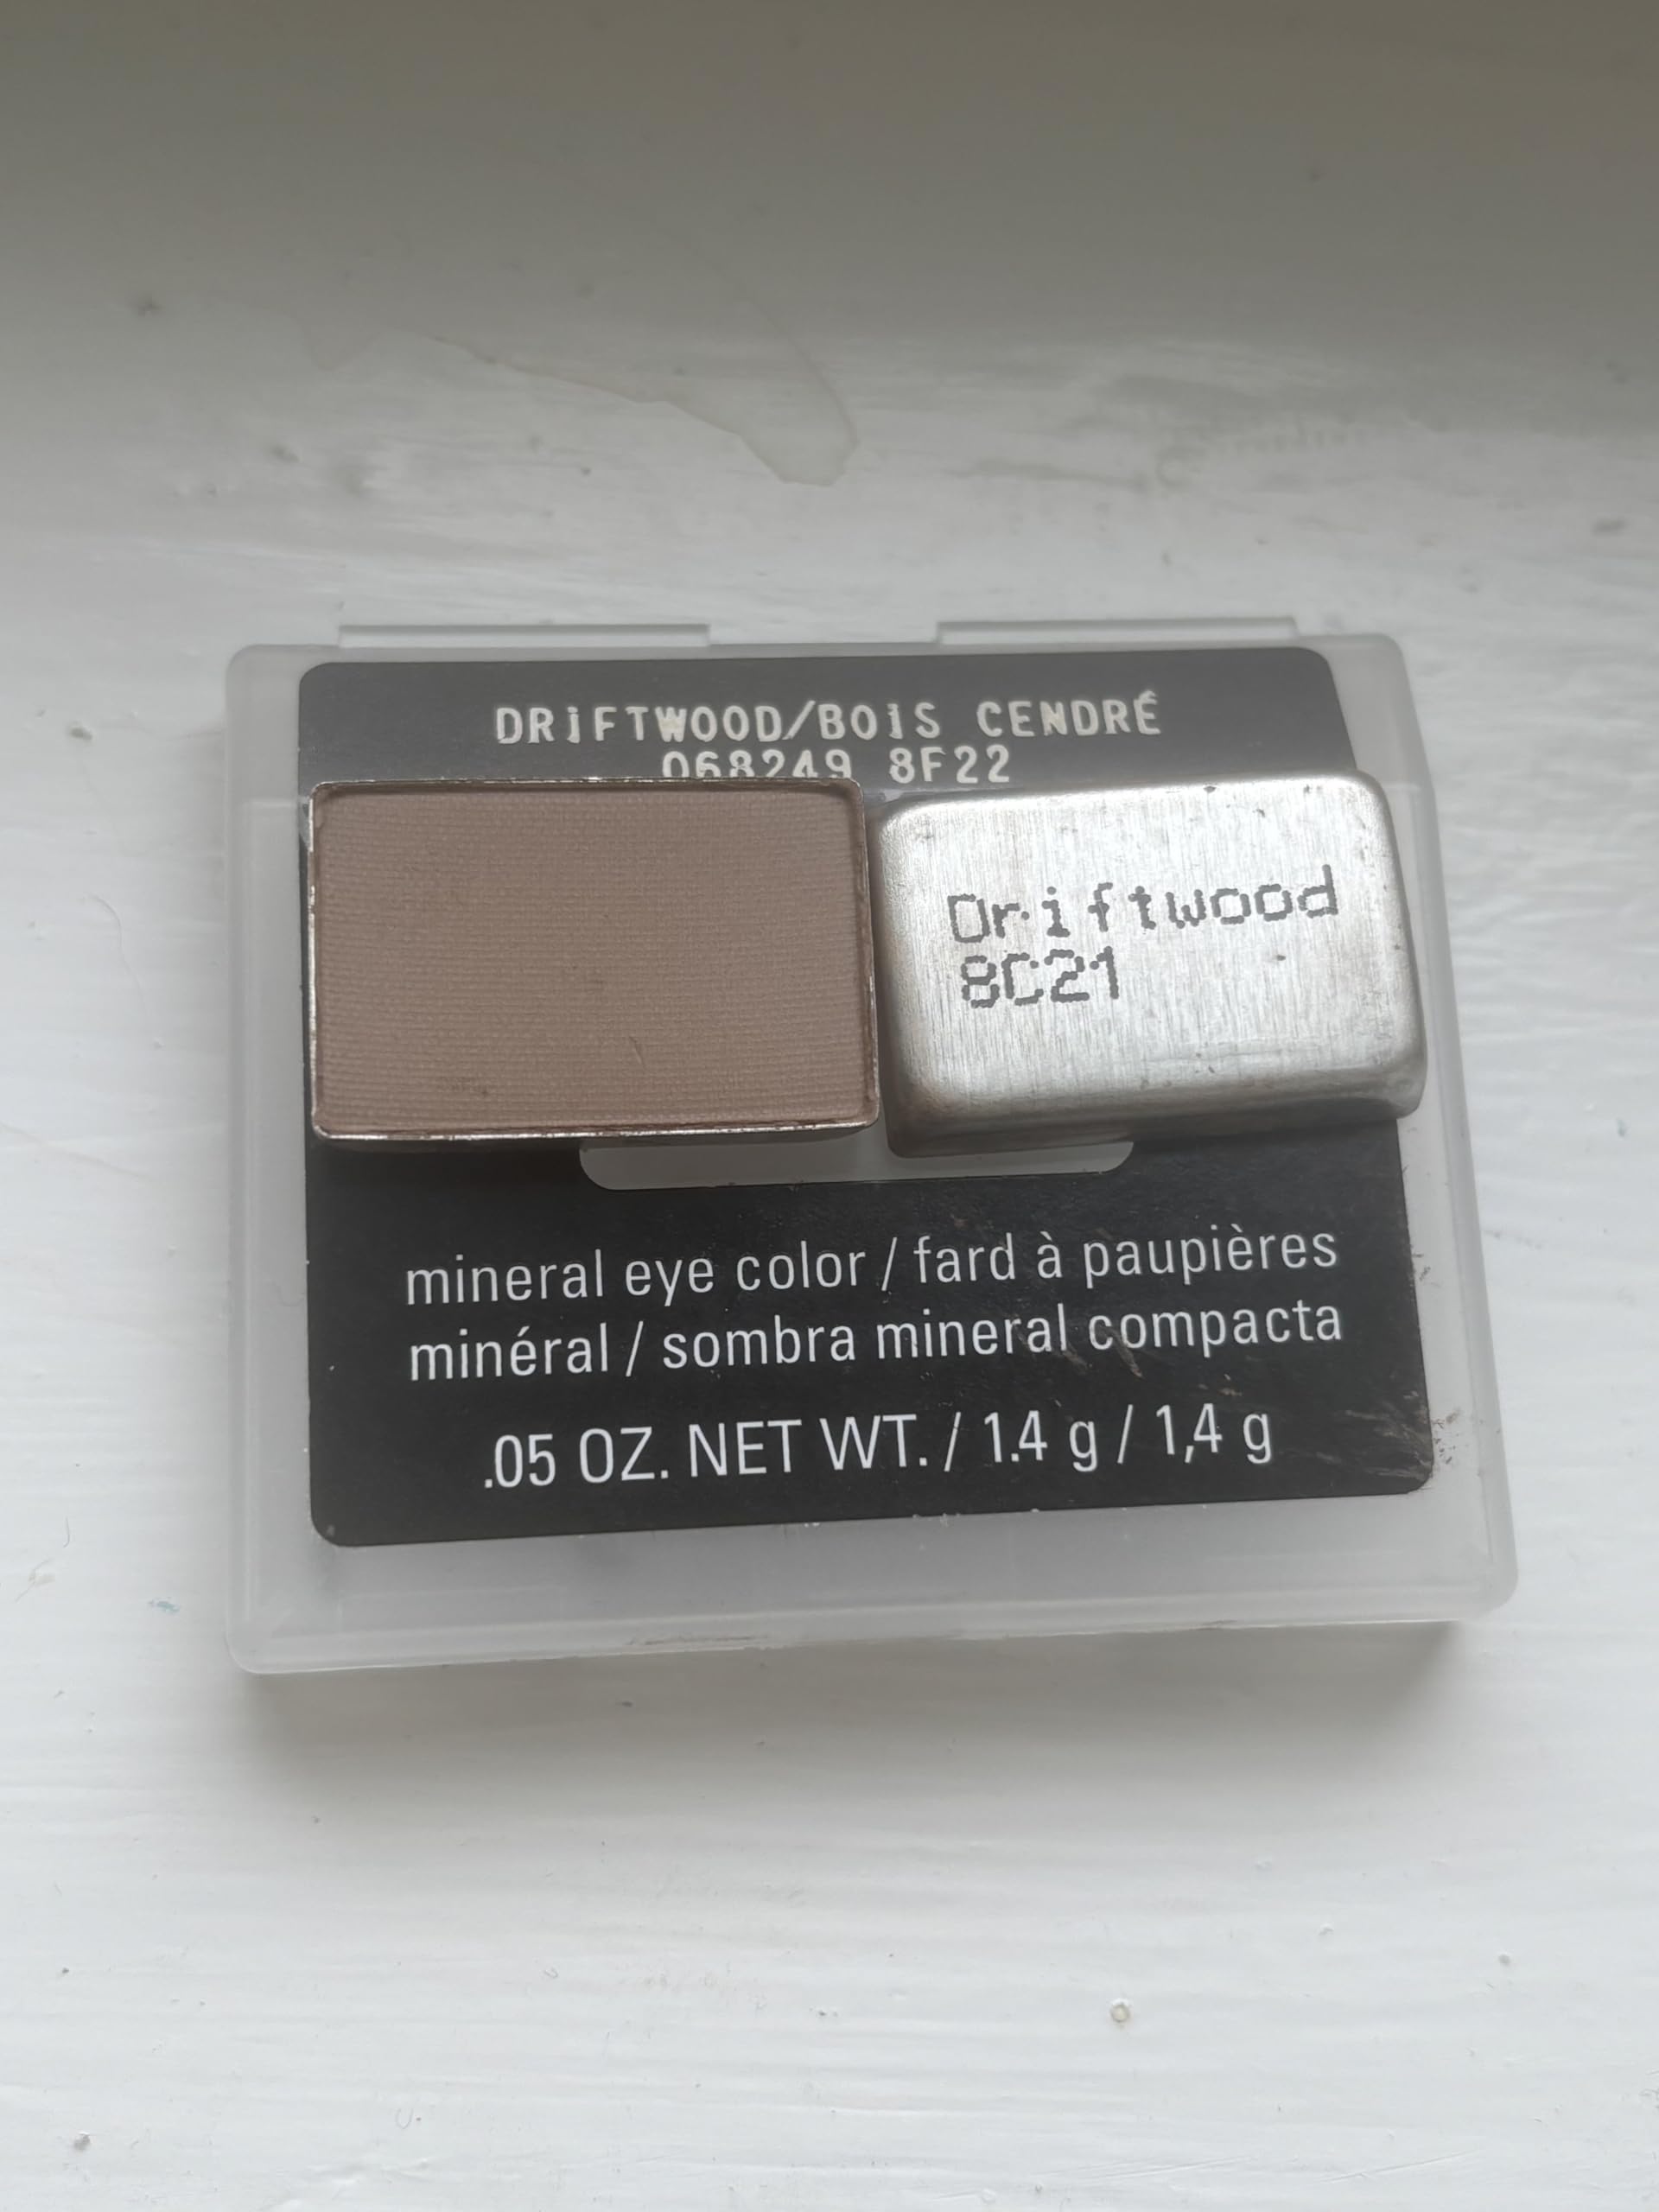 DRIFTWOOD/BOIS CENDRÉ
068249 8F22
Driftwood
8C21
mineral eye color / fard à paupières
minéral / sombra mineral compacta
.05 OZ. NET WT. / 1.4 g / 1,4 g